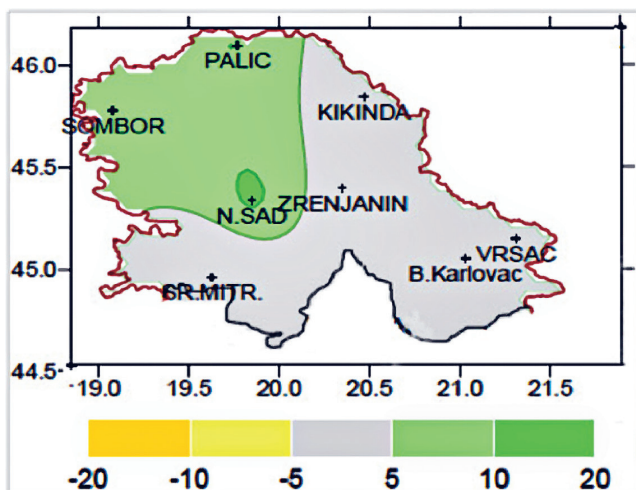 46.0
PALIC
KIKINDA
SOMBOR
45.5
N.SAD ZRENJANIN
45.0
VRSAC
B.Karlovac
SR.MITR.
44.5
19.0 19.5 20.0 20.5 21.0 21.5
-20 -10 -5 5 10 20